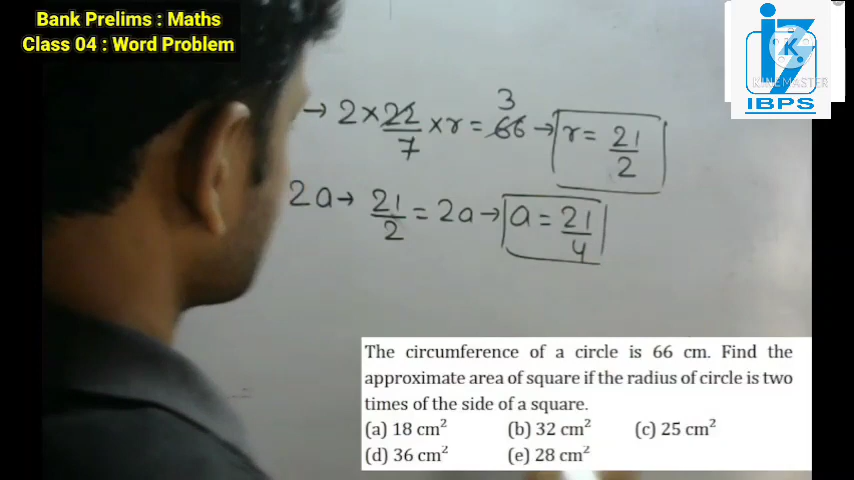 Bank Prelims : Maths
Class 04 : Word Problem
KINEMASTER
IBPS
→ 2 × 22/7 × r = 66 3 → r = 21/2
2a → 21/2 = 2a → a = 21/4
The circumference of a circle is 66 cm. Find the
approximate area of square if the radius of circle is two
times of the side of a square.
(a) 18 cm² (b) 32 cm² (c) 25 cm²
(d) 36 cm² (e) 28 cm²